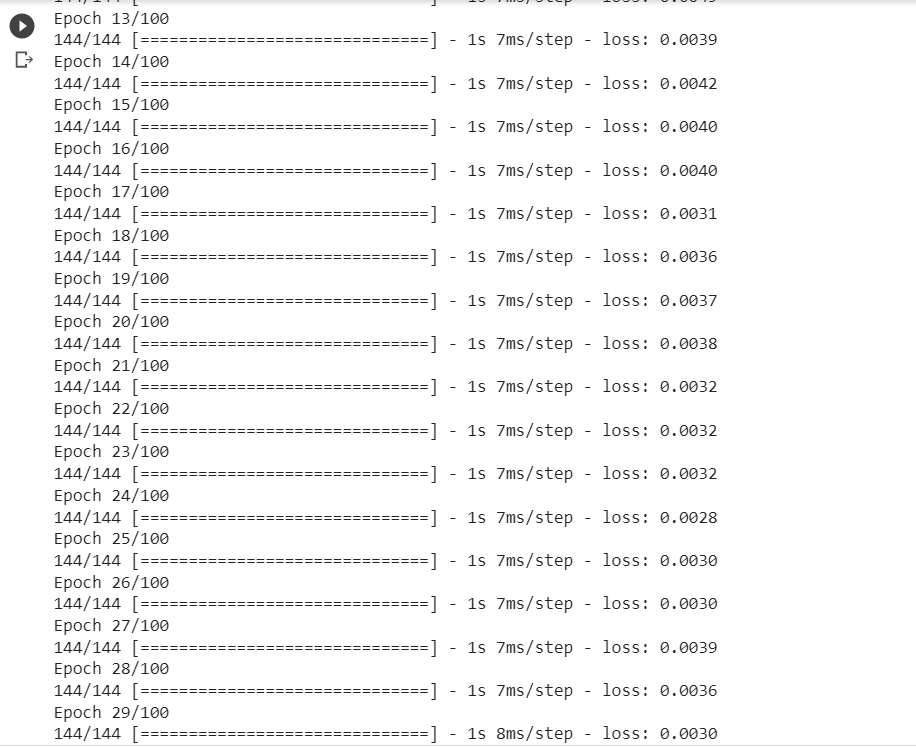 Epoch 13/100
144/144 [==============================] - 1s 7ms/step - loss: 0.0039
Epoch 14/100
144/144 [==============================] - 1s 7ms/step - loss: 0.0042
Epoch 15/100
144/144 [==============================] - 1s 7ms/step - loss: 0.0040
Epoch 16/100
144/144 [==============================] - 1s 7ms/step - loss: 0.0040
Epoch 17/100
144/144 [==============================] - 1s 7ms/step - loss: 0.0031
Epoch 18/100
144/144 [==============================] - 1s 7ms/step - loss: 0.0036
Epoch 19/100
144/144 [==============================] - 1s 7ms/step - loss: 0.0037
Epoch 20/100
144/144 [==============================] - 1s 7ms/step - loss: 0.0038
Epoch 21/100
144/144 [==============================] - 1s 7ms/step - loss: 0.0032
Epoch 22/100
144/144 [==============================] - 1s 7ms/step - loss: 0.0032
Epoch 23/100
144/144 [==============================] - 1s 7ms/step - loss: 0.0032
Epoch 24/100
144/144 [==============================] - 1s 7ms/step - loss: 0.0028
Epoch 25/100
144/144 [==============================] - 1s 7ms/step - loss: 0.0030
Epoch 26/100
144/144 [==============================] - 1s 7ms/step - loss: 0.0030
Epoch 27/100
144/144 [==============================] - 1s 7ms/step - loss: 0.0039
Epoch 28/100
144/144 [==============================] - 1s 7ms/step - loss: 0.0036
Epoch 29/100
144/144 [==============================] - 1s 8ms/step - loss: 0.0030